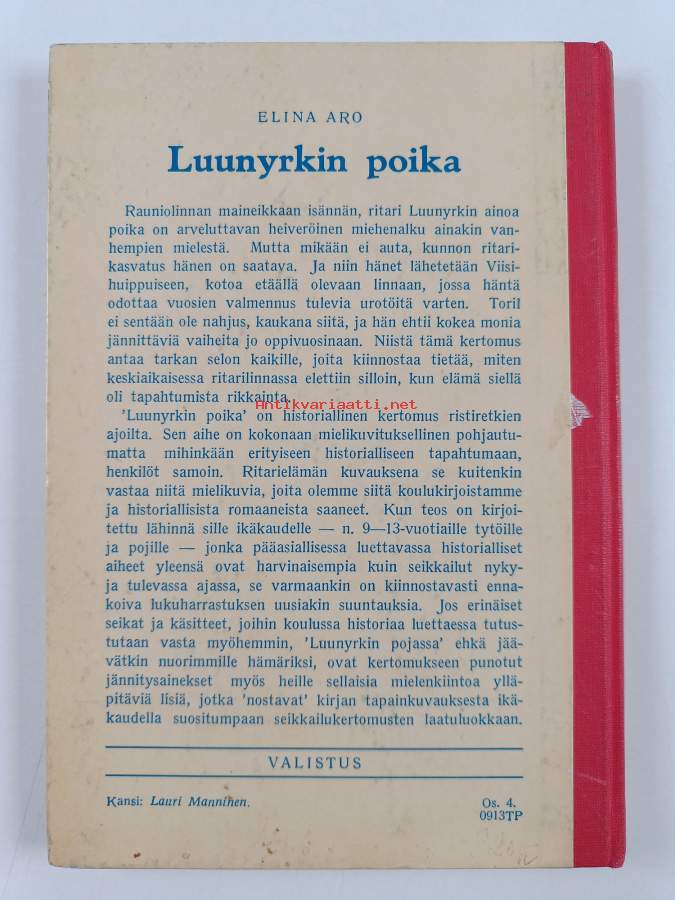 ELINA ARO
Luunyrkin poika
Rauniolinnan maineikkaan isännän, ritari Luunyrkin ainoa
poika on arveluttavan heiveröinen miehenalku ainakin van-
hempien mielestä. Mutta mikään ei auta, kunnon ritari-
kasvatus hänen on saatava. Ja niin hänet lähetetään Viisi-
huippuiseen, kotoa etäällä olevaan linnaan, jossa häntä
odottaa vuosien valmennus tulevia urotöitä varten. Toril
ei sentään ole nahjus, kaukana siitä, ja hän ehtii kokea monia
jännittäviä vaiheita jo oppivuosinaan. Niistä tämä kertomus
antaa tarkan selon kaikille, joita kiinnostaa tietää, miten
keskiaikaisessa ritarilinnassa elettiin silloin, kun elämä siellä
oli tapahtumista rikkainta.
Antikvariaatti.net
'Luunyrkin poika' on historiallinen kertomus ristiretkien
ajoilta. Sen aihe on kokonaan mielikuvituksellinen pohjautu-
matta mihinkään erityiseen historialliseen tapahtumaan,
henkilöt samoin. Ritarielämän kuvauksena se kuitenkin
vastaa niitä mielikuvia, joita olemme siitä koulukirjoistamme
ja historiallisista romaaneista saaneet. Kun teos on kirjoi-
tettu lähinnä sille ikäkaudelle — n. 9—13-vuotiaille tytöille
ja pojille — jonka pääasiallisessa luettavassa historialliset
aiheet yleensä ovat harvinaisempia kuin seikkailut nyky-
ja tulevassa ajassa, se varmaankin on kiinnostavasti enna-
koiva lukuharrastuksen uusiakin suuntauksia. Jos erinäiset
seikat ja käsitteet, joihin koulussa historiaa luettaessa tutus-
tutaan vasta myöhemmin, 'Luunyrkin pojassa' ehkä jää-
vätkin nuorimmille hämäriksi, ovat kertomukseen punotut
jännitysainekset myös heille sellaisia mielenkiintoa yllä-
pitäviä lisiä, jotka 'nostavat' kirjan tapainkuvauksesta ikä-
kaudella suositumpaan seikkailukertomusten laatuluokkaan.
VALISTUS
Kansi: Lauri Manninen.
Os. 4.
0913TP